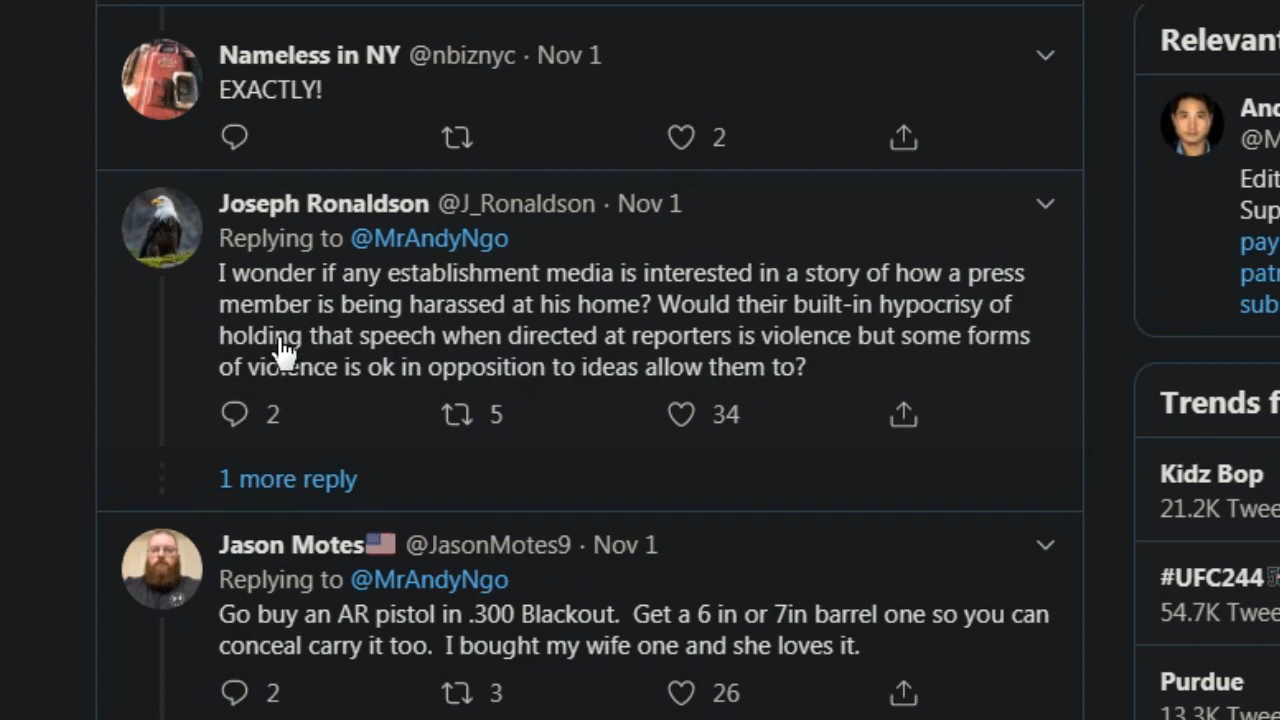 Nameless in NY @nbiznyc · Nov 1
EXACTLY!
2
Joseph Ronaldson @J_Ronaldson · Nov 1
Replying to @MrAndyNgo
I wonder if any establishment media is interested in a story of how a press
member is being harassed at his home? Would their built-in hypocrisy of
holding that speech when directed at reporters is violence but some forms
of violence is ok in opposition to ideas allow them to?
2 5 34
1 more reply
Jason Motes @JasonMotes9 · Nov 1
Replying to @MrAndyNgo
Go buy an AR pistol in .300 Blackout. Get a 6 in or 7in barrel one so you can
conceal carry it too. I bought my wife one and she loves it.
2 3 26
Relevant
And
@M
Edit
Sup
pay
patr
sub
Trends f
Kidz Bop
21.2K Twee
#UFC244
54.7K Twee
Purdue
13.3K Twee